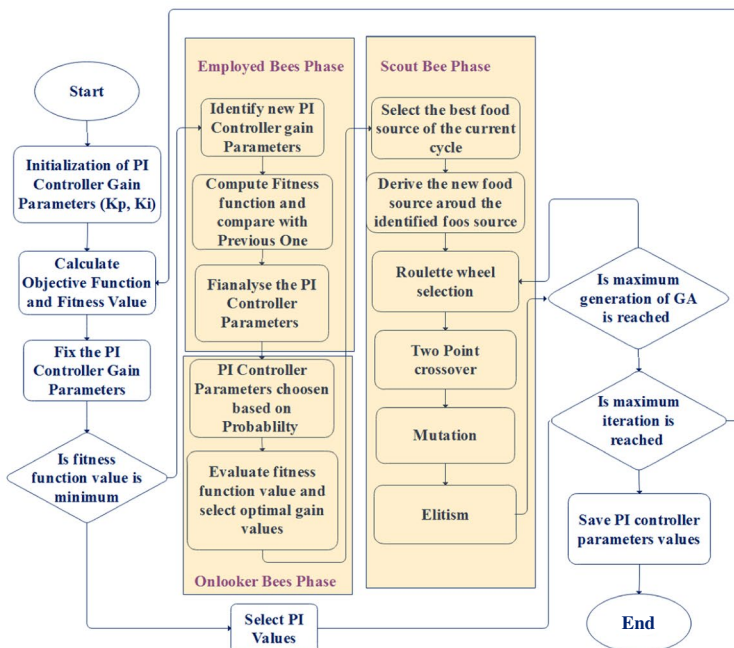 Start
Initialization of PI
Controller Gain
Parameters (Kp, Ki)
Calculate
Objective Function
and Fitness Value
Fix the PI
Controller Gain
Parameters
Is fitness
function value is
minimum
Employed Bees Phase
Identify new PI
Controller gain
Parameters
Compute Fitness
function and
compare with
Previous One
Fianalyse the PI
Controller
Parameters
PI Controller
Parameters choosen
based on
Probablilty
Evaluate fitness
function value and
select optimal gain
values
Onlooker Bees Phase
Select PI
Values
Scout Bee Phase
Select the best food
source of the current
cycle
Derive the new food
source aroud the
identified foos source
Roulette wheel
selection
Two Point
crossover
Mutation
Elitism
Is maximum
generation of GA
is reached
Is maximum
iteration is
reached
Save PI controller
parameters values
End